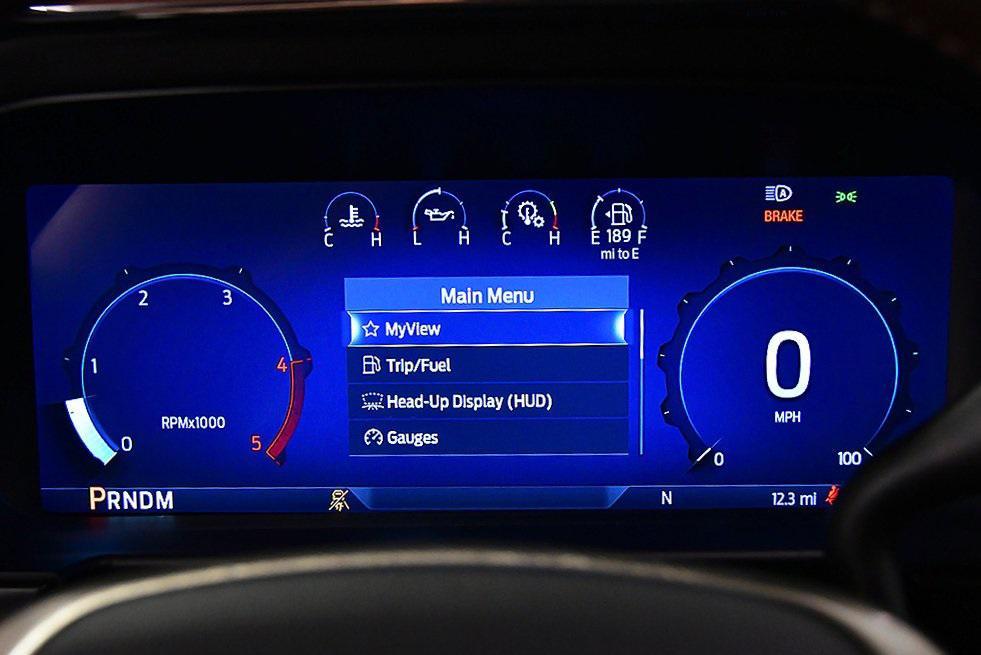 C H
L H
C H
E 189 F
mi to E
A
BRAKE
Main Menu
MyView
Trip/Fuel
Head-Up Display (HUD)
Gauges
2 3
1 4
0 5
RPMx1000
0
MPH
0 100
PRNDM
N
12.3 mi